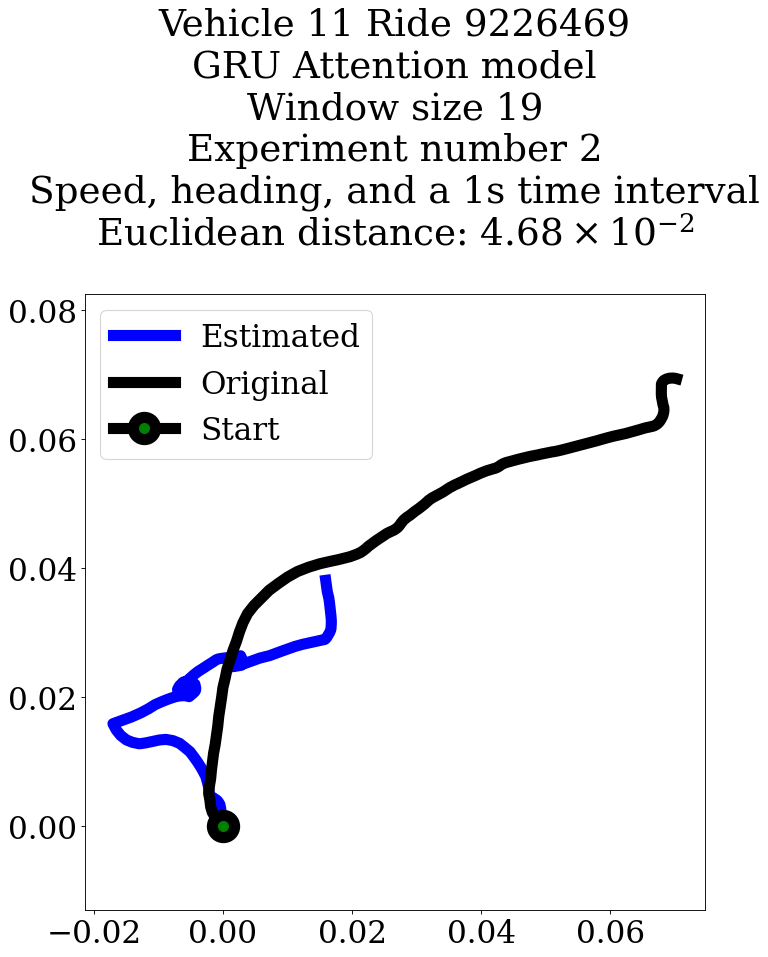 Vehicle 11 Ride 9226469
GRU Attention model
Window size 19
Experiment number 2
Speed, heading, and a 1s time interval
Euclidean distance: 4.68 × 10⁻²
0.08
Estimated
Original
Start
0.06
0.04
0.02
0.00
−0.02 0.00 0.02 0.04 0.06